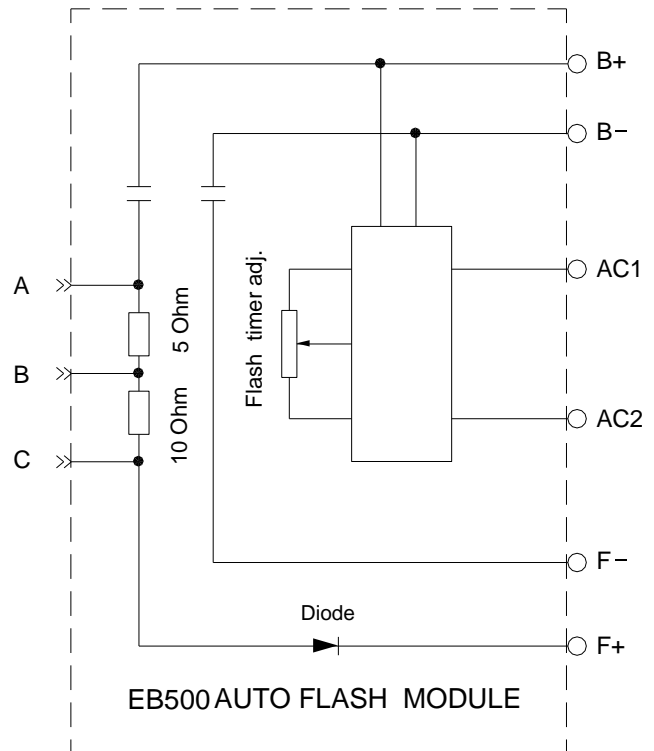 B+
B−
A
5 Ohm
Flash timer adj.
AC1
B
10 Ohm
AC2
C
F−
Diode
F+
EB500 AUTO FLASH MODULE